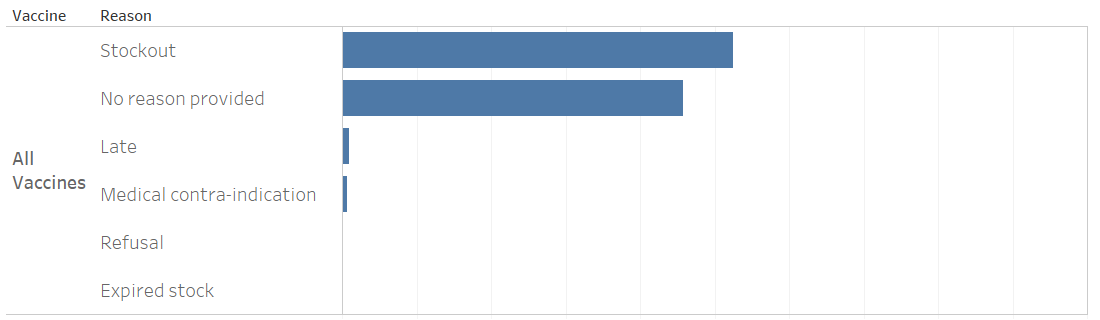 Vaccine Reason
Stockout
No reason provided
Late
All
Vaccines
Medical contra-indication
Refusal
Expired stock